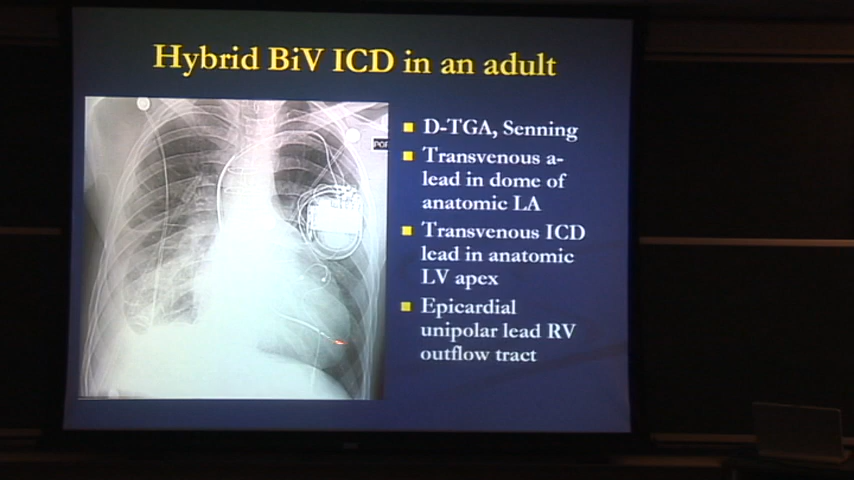 Hybrid BiV ICD in an adult
D-TGA, Senning
Transvenous a-
lead in dome of
anatomic LA
Transvenous ICD
lead in anatomic
LV apex
Epicardial
unipolar lead RV
outflow tract
POR